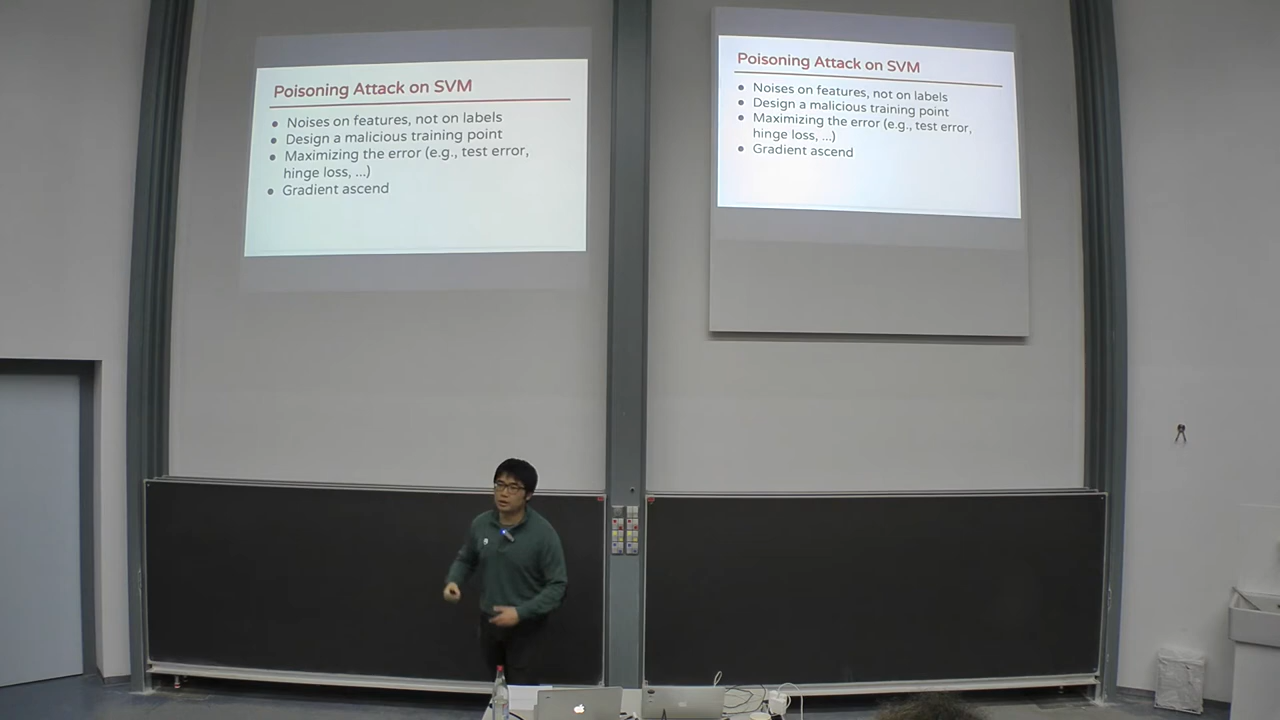 Poisoning Attack on SVM
● Noises on features, not on labels
● Design a malicious training point
● Maximizing the error (e.g., test error,
hinge loss, ...)
● Gradient ascend
Poisoning Attack on SVM
● Noises on features, not on labels
● Design a malicious training point
● Maximizing the error (e.g., test error,
hinge loss, ...)
● Gradient ascend